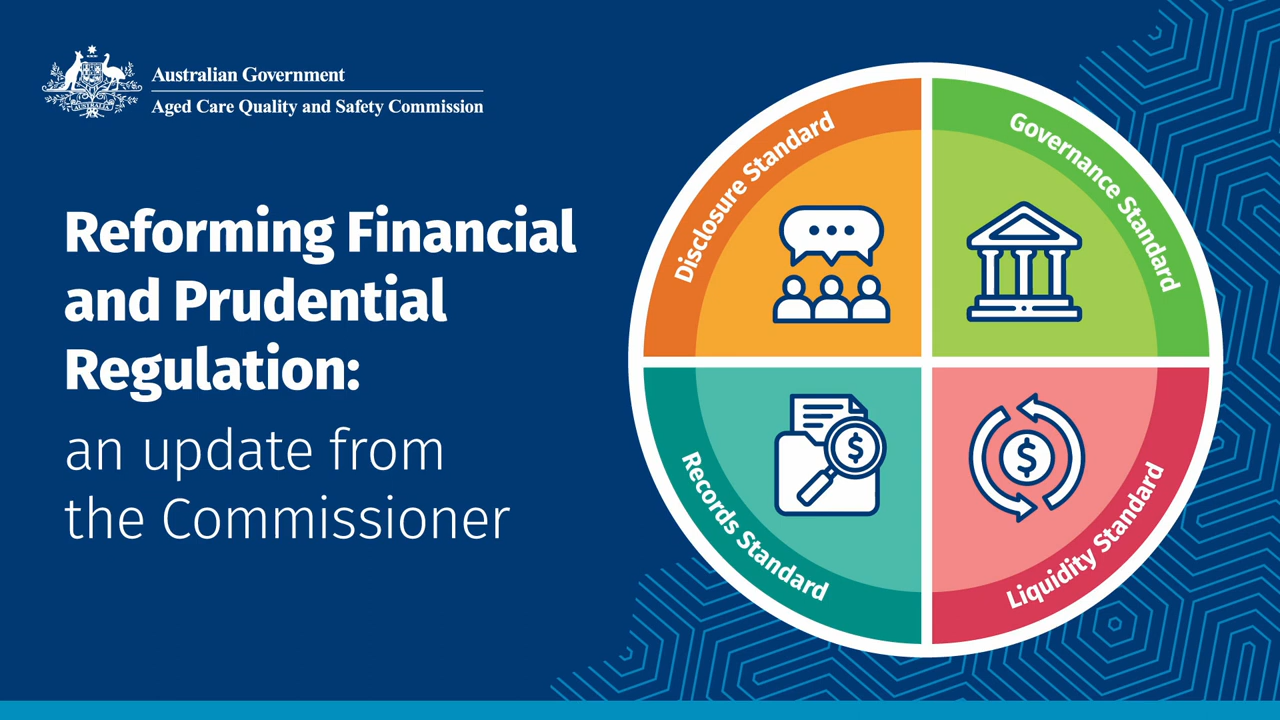 Australian Government
Aged Care Quality and Safety Commission
Reforming Financial
and Prudential
Regulation:
an update from
the Commissioner
Disclosure Standard
Governance Standard
Records Standard
$
$
Liquidity Standard
AUSTRALIA